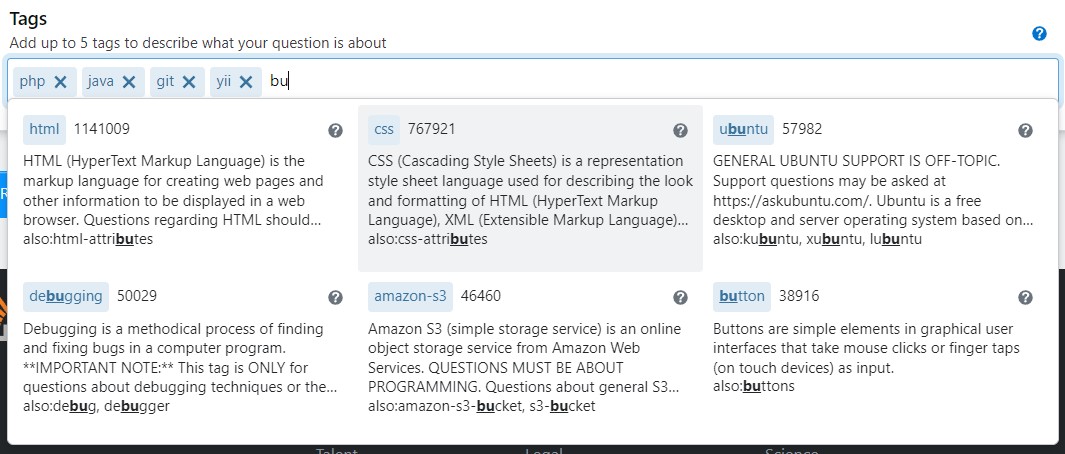 Tags
Add up to 5 tags to describe what your question is about
php java git yii bu
html 1141009
HTML (HyperText Markup Language) is the
markup language for creating web pages and
other information to be displayed in a web
browser. Questions regarding HTML should...
also:html-attributes
css 767921
CSS (Cascading Style Sheets) is a representation
style sheet language used for describing the look
and formatting of HTML (HyperText Markup
Language), XML (Extensible Markup Language)...
also:css-attributes
ubuntu 57982
GENERAL UBUNTU SUPPORT IS OFF-TOPIC.
Support questions may be asked at
https://askubuntu.com/. Ubuntu is a free
desktop and server operating system based on...
also:kubuntu, xubuntu, lubuntu
debugging 50029
Debugging is a methodical process of finding
and fixing bugs in a computer program.
**IMPORTANT NOTE:** This tag is ONLY for
questions about debugging techniques or the...
also:debug, debugger
amazon-s3 46460
Amazon S3 (simple storage service) is an online
object storage service from Amazon Web
Services. QUESTIONS MUST BE ABOUT
PROGRAMMING. Questions about general S3...
also:amazon-s3-bucket, s3-bucket
button 38916
Buttons are simple elements in graphical user
interfaces that take mouse clicks or finger taps
(on touch devices) as input.
also:buttons
Talent Legal Science